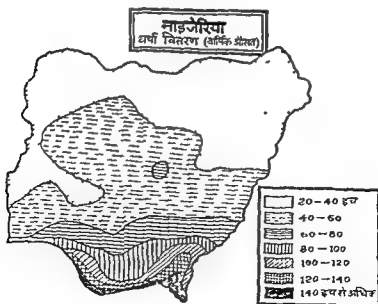 नाइजेरिया
वर्षा वितरण (वार्षिक औसत)
20-40 इंच
40-60
60-80
80-100
100-120
120-140
140 इंच से अधिक